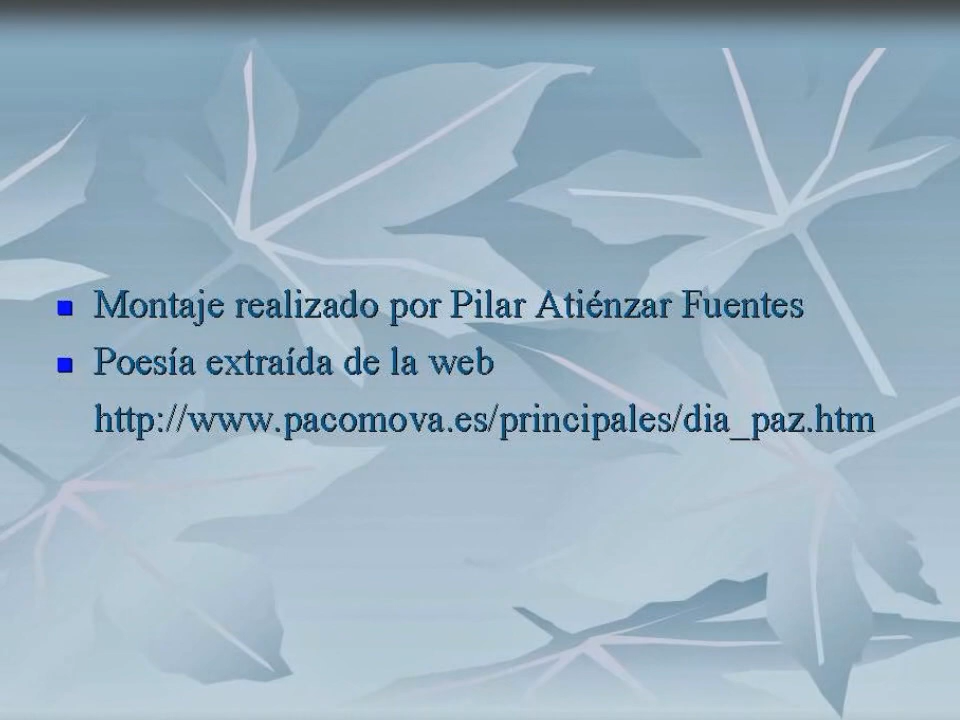 Montaje realizado por Pilar Atiénzar Fuentes
Poesía extraída de la web
http://www.pacomova.es/principales/dia_paz.htm